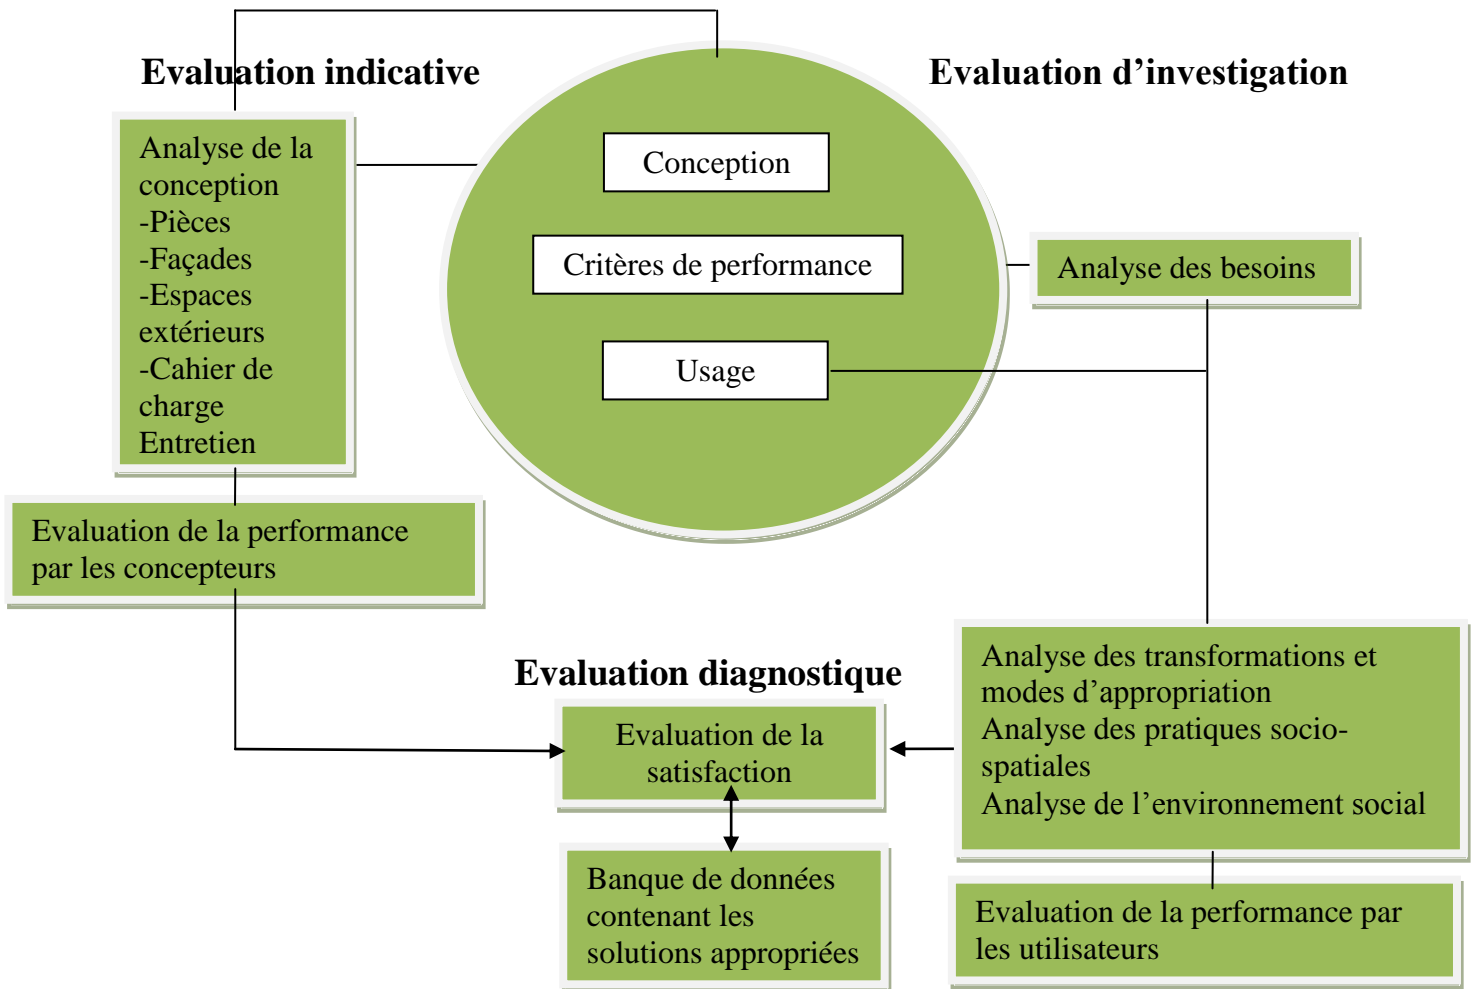 Evaluation indicative
Evaluation d’investigation
Analyse de la
conception
-Pièces
-Façades
-Espaces
extérieurs
-Cahier de
charge
Entretien
Conception
Critères de performance
Usage
Analyse des besoins
Evaluation de la performance
par les concepteurs
Evaluation diagnostique
Evaluation de la
satisfaction
Banque de données
contenant les
solutions appropriées
Analyse des transformations et
modes d’appropriation
Analyse des pratiques socio-
spatiales
Analyse de l’environnement social
Evaluation de la performance par
les utilisateurs